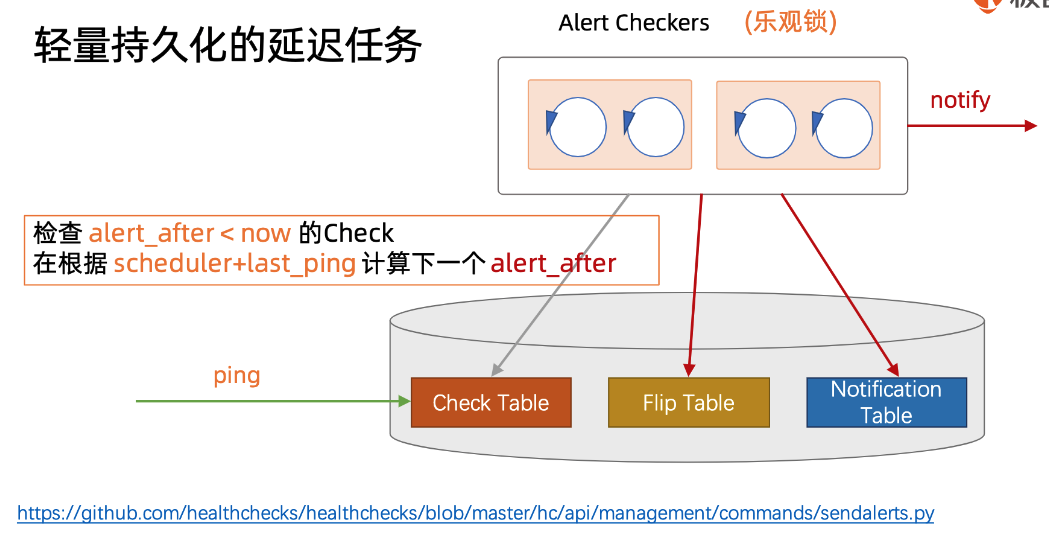 轻量持久化的延迟任务
Alert Checkers (乐观锁)
notify
检查 alert_after < now 的Check
在根据 scheduler+last_ping 计算下一个 alert_after
ping
Check Table
Flip Table
Notification
Table
https://github.com/healthchecks/healthchecks/blob/master/hc/api/management/commands/sendalerts.py